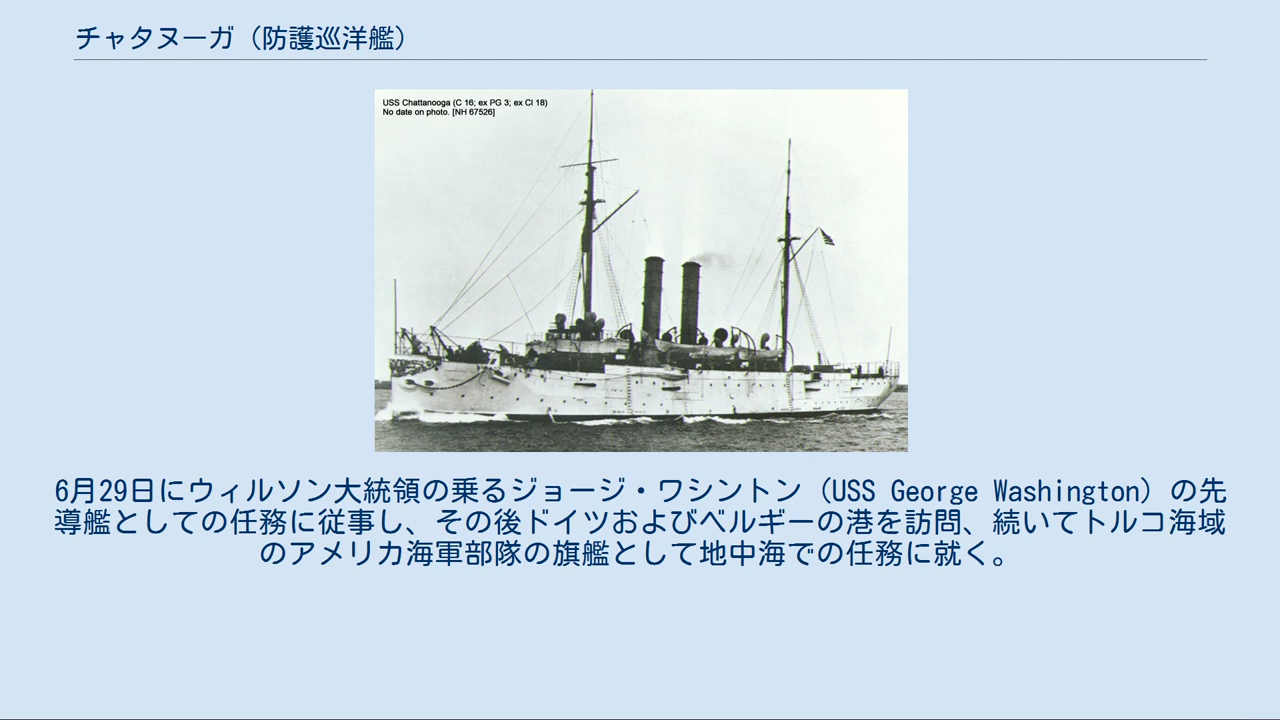 チャタヌーガ（防護巡洋艦）
USS Chattanooga (C 16; ex PG 3; ex Cl 18)
No date on photo. [NH 67526]
6月29日にウィルソン大統領の乗るジョージ・ワシントン（USS George Washington）の先
導艦としての任務に従事し、その後ドイツおよびベルギーの港を訪問、続いてトルコ海域
のアメリカ海軍部隊の旗艦として地中海での任務に就く。